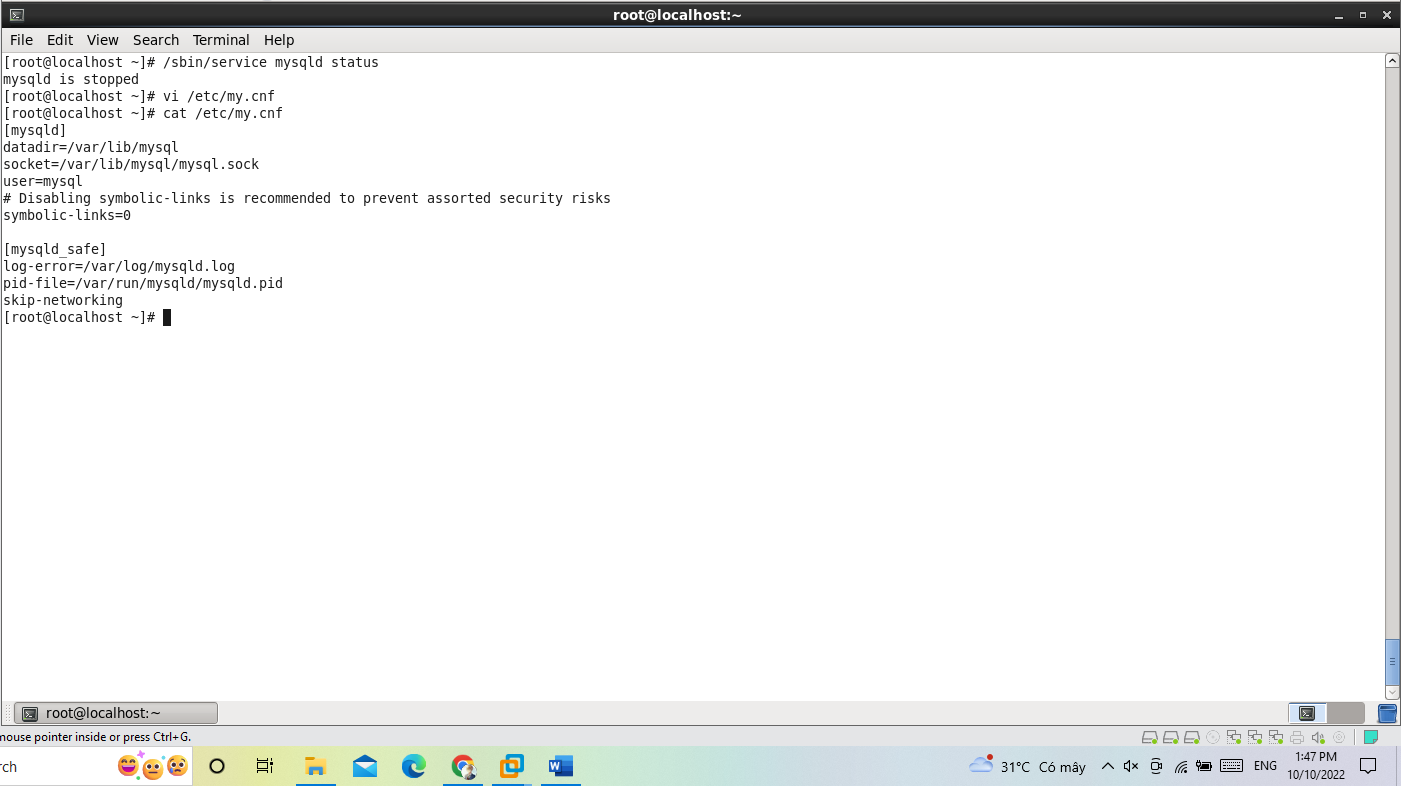 root@localhost:~
File Edit View Search Terminal Help
[root@localhost ~]# /sbin/service mysqld status
mysqld is stopped
[root@localhost ~]# vi /etc/my.cnf
[root@localhost ~]# cat /etc/my.cnf
[mysqld]
datadir=/var/lib/mysql
socket=/var/lib/mysql/mysql.sock
user=mysql
# Disabling symbolic-links is recommended to prevent assorted security risks
symbolic-links=0

[mysqld_safe]
log-error=/var/log/mysqld.log
pid-file=/var/run/mysqld/mysqld.pid
skip-networking
[root@localhost ~]#
root@localhost:~
mouse pointer inside or press Ctrl+G.
rch
31°C Có mây
ENG
1:47 PM
10/10/2022